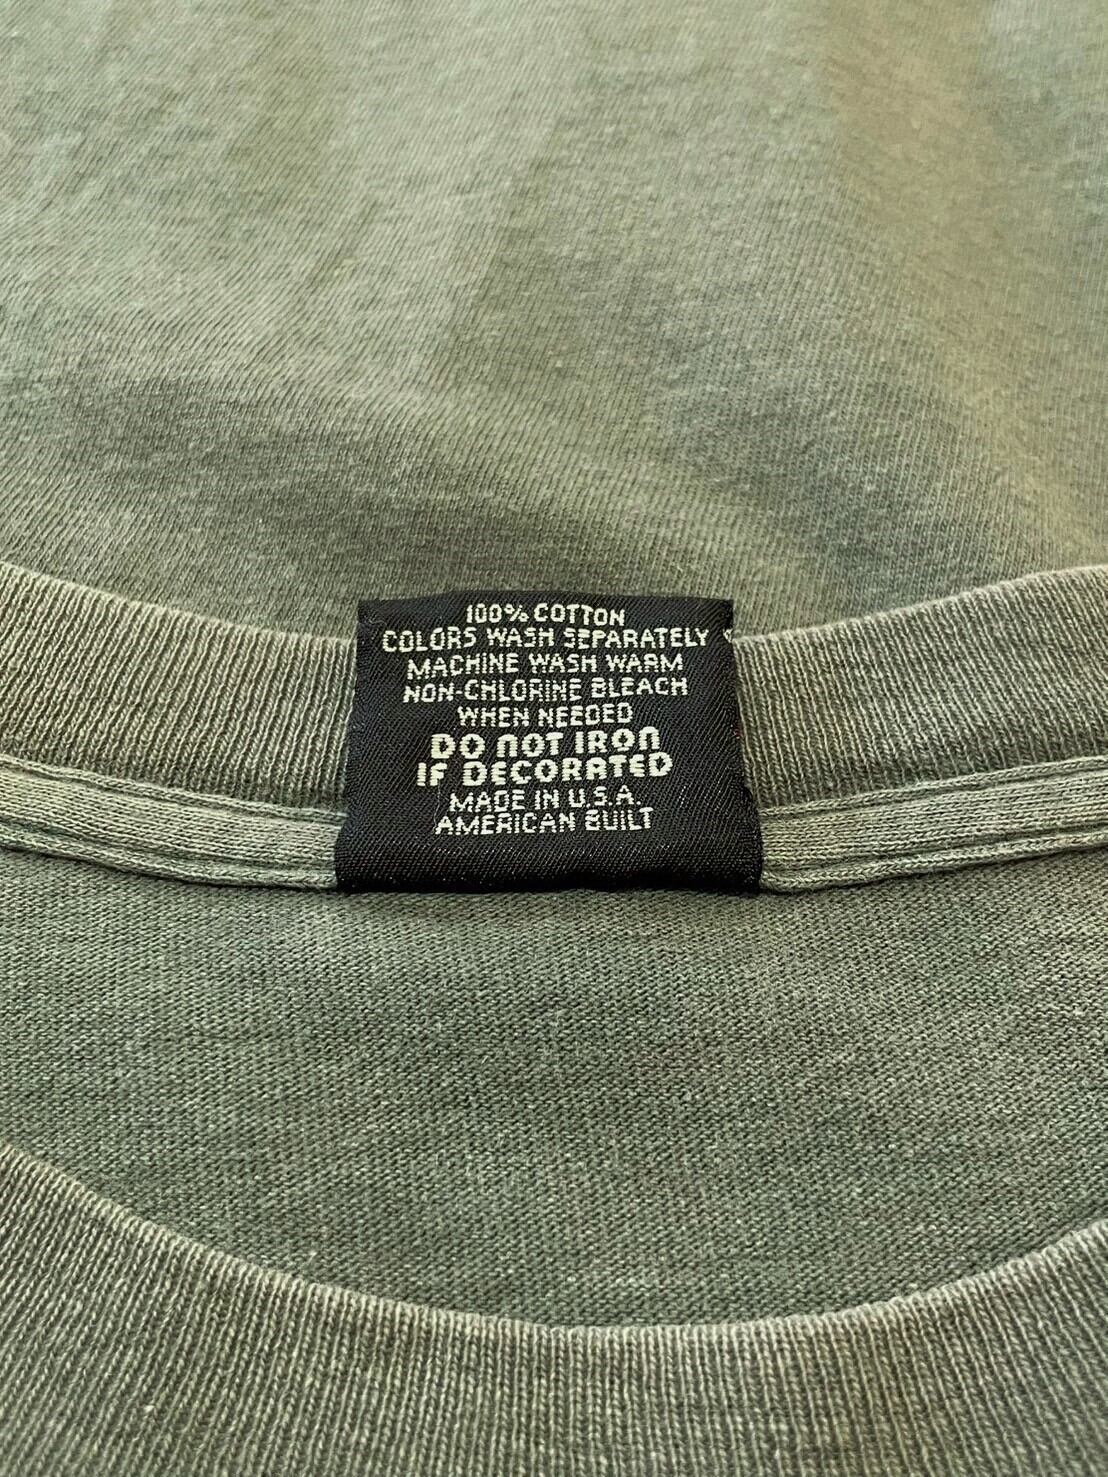 100% COTTON
COLORS WASH SEPARATELY
MACHINE WASH WARM
NON-CHLORINE BLEACH
WHEN NEEDED
DO NOT IRON
IF DECORATED
MADE IN U.S.A.
AMERICAN BUILT